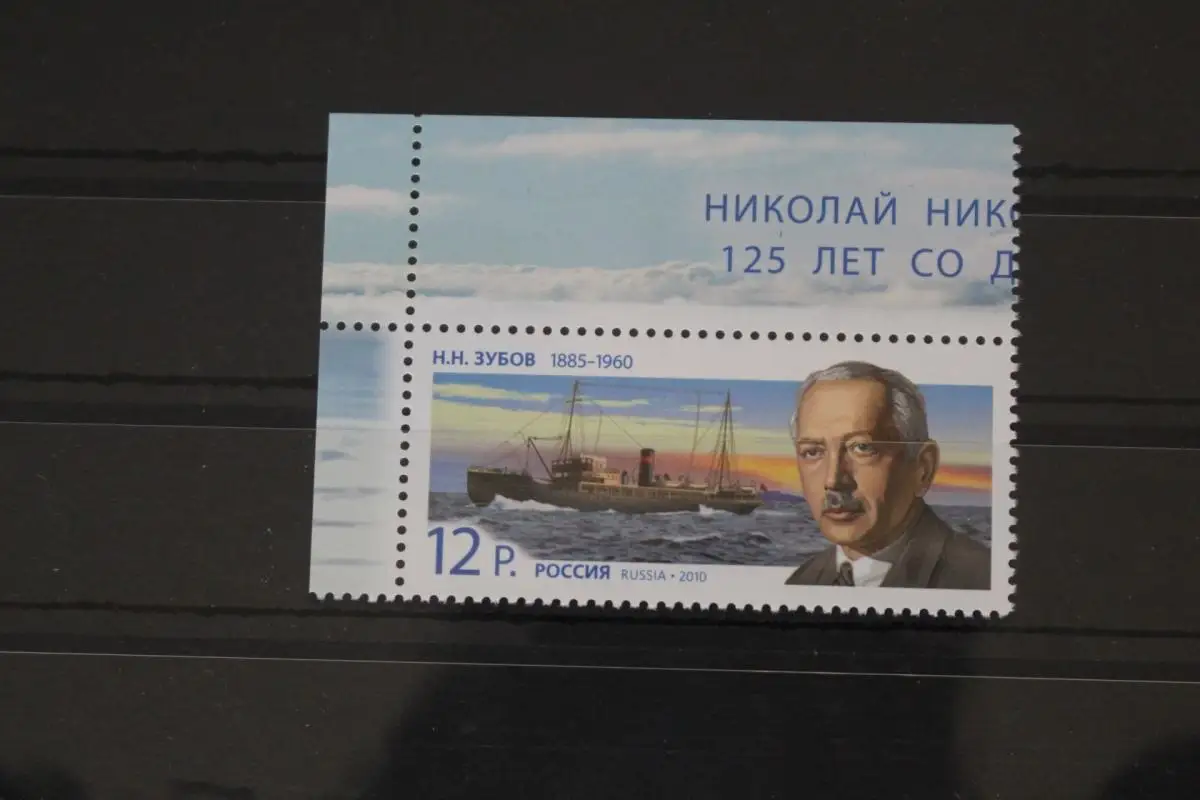 НИКОЛАЙ НИК
125 ЛЕТ СО Д
Н.Н. ЗУБОВ 1885–1960
12 Р. РОССИЯ RUSSIA • 2010